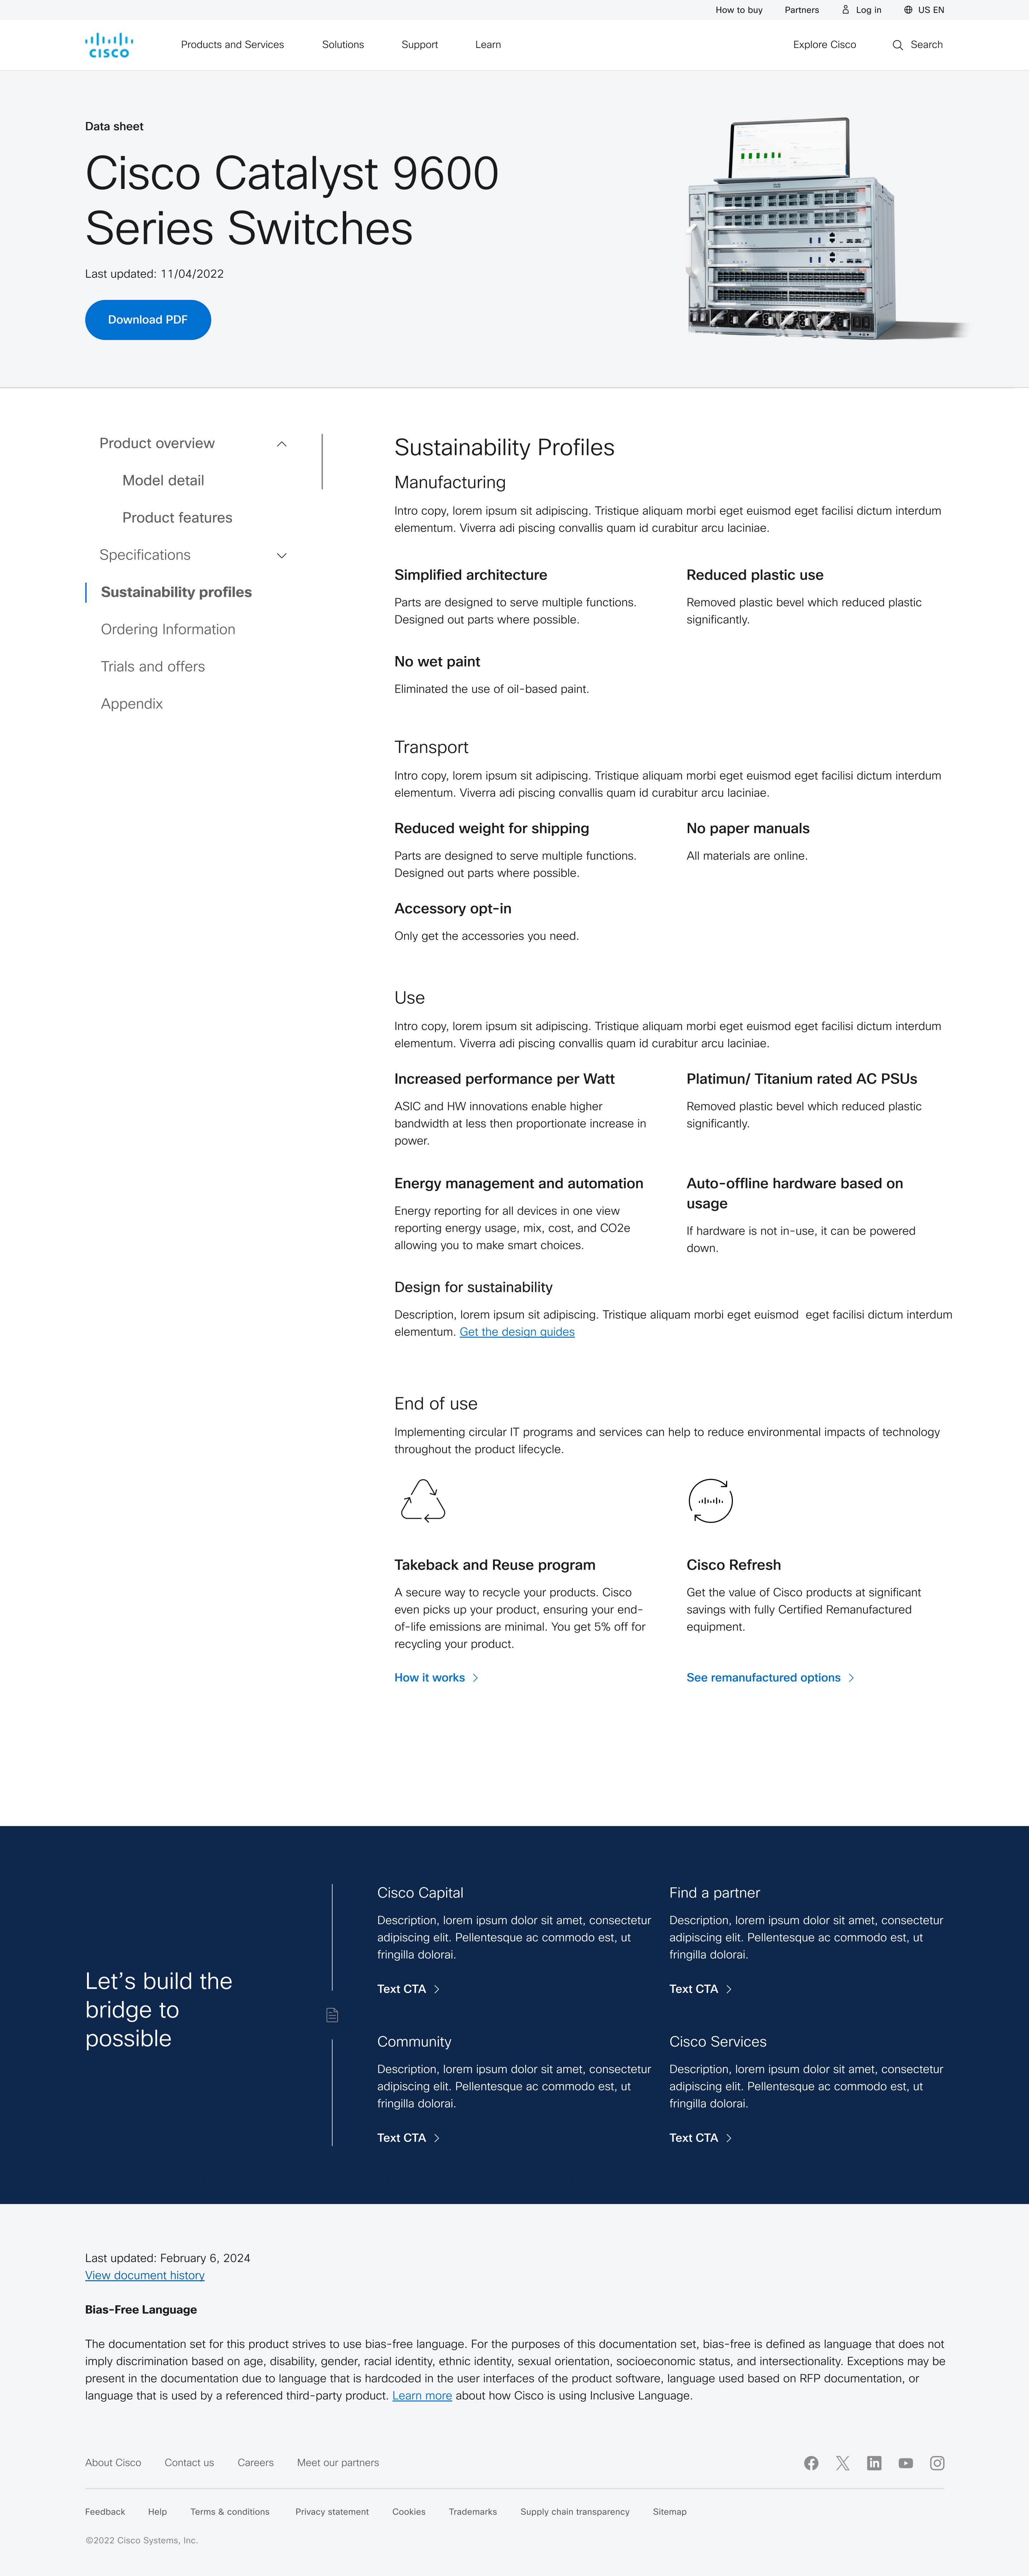 How to buy Partners Log in US EN
CISCO
Products and Services Solutions Support Learn Explore Cisco Search
Data sheet
Cisco Catalyst 9600
Series Switches
Last updated: 11/04/2022
Download PDF
Product overview
Model detail
Product features
Specifications
Sustainability profiles
Ordering Information
Trials and offers
Appendix
Sustainability Profiles
Manufacturing
Intro copy, lorem ipsum sit adipiscing. Tristique aliquam morbi eget euismod eget facilisi dictum interdum
elementum. Viverra adi piscing convallis quam id curabitur arcu laciniae.
Simplified architecture
Parts are designed to serve multiple functions.
Designed out parts where possible.
Reduced plastic use
Removed plastic bevel which reduced plastic
significantly.
No wet paint
Eliminated the use of oil-based paint.
Transport
Intro copy, lorem ipsum sit adipiscing. Tristique aliquam morbi eget euismod eget facilisi dictum interdum
elementum. Viverra adi piscing convallis quam id curabitur arcu laciniae.
Reduced weight for shipping
Parts are designed to serve multiple functions.
Designed out parts where possible.
No paper manuals
All materials are online.
Accessory opt-in
Only get the accessories you need.
Use
Intro copy, lorem ipsum sit adipiscing. Tristique aliquam morbi eget euismod eget facilisi dictum interdum
elementum. Viverra adi piscing convallis quam id curabitur arcu laciniae.
Increased performance per Watt
ASIC and HW innovations enable higher
bandwidth at less then proportionate increase in
power.
Platimun/ Titanium rated AC PSUs
Removed plastic bevel which reduced plastic
significantly.
Energy management and automation
Energy reporting for all devices in one view
reporting energy usage, mix, cost, and CO2e
allowing you to make smart choices.
Auto-offline hardware based on
usage
If hardware is not in-use, it can be powered
down.
Design for sustainability
Description, lorem ipsum sit adipiscing. Tristique aliquam morbi eget euismod eget facilisi dictum interdum
elementum. Get the design guides
End of use
Implementing circular IT programs and services can help to reduce environmental impacts of technology
throughout the product lifecycle.
Takeback and Reuse program
A secure way to recycle your products. Cisco
even picks up your product, ensuring your end-
of-life emissions are minimal. You get 5% off for
recycling your product.
How it works
Cisco Refresh
Get the value of Cisco products at significant
savings with fully Certified Remanufactured
equipment.
See remanufactured options
Let's build the
bridge to
possible
Cisco Capital
Description, lorem ipsum dolor sit amet, consectetur
adipiscing elit. Pellentesque ac commodo est, ut
fringilla dolorai.
Text CTA
Find a partner
Description, lorem ipsum dolor sit amet, consectetur
adipiscing elit. Pellentesque ac commodo est, ut
fringilla dolorai.
Text CTA
Community
Description, lorem ipsum dolor sit amet, consectetur
adipiscing elit. Pellentesque ac commodo est, ut
fringilla dolorai.
Text CTA
Cisco Services
Description, lorem ipsum dolor sit amet, consectetur
adipiscing elit. Pellentesque ac commodo est, ut
fringilla dolorai.
Text CTA
Last updated: February 6, 2024
View document history
Bias-Free Language
The documentation set for this product strives to use bias-free language. For the purposes of this documentation set, bias-free is defined as language that does not
imply discrimination based on age, disability, gender, racial identity, ethnic identity, sexual orientation, socioeconomic status, and intersectionality. Exceptions may be
present in the documentation due to language that is hardcoded in the user interfaces of the product software, language used based on RFP documentation, or
language that is used by a referenced third-party product. Learn more about how Cisco is using Inclusive Language.
About Cisco Contact us Careers Meet our partners
Feedback Help Terms & conditions Privacy statement Cookies Trademarks Supply chain transparency Sitemap
©2022 Cisco Systems, Inc.